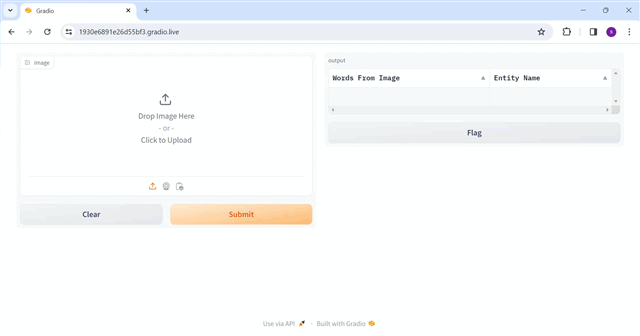 Gradio
1930e6891e26d55bf3.gradio.live
S
image
Drop Image Here
- or -
Click to Upload
Clear
Submit
output
Words From Image
Entity Name
Flag
Use via API · Built with Gradio